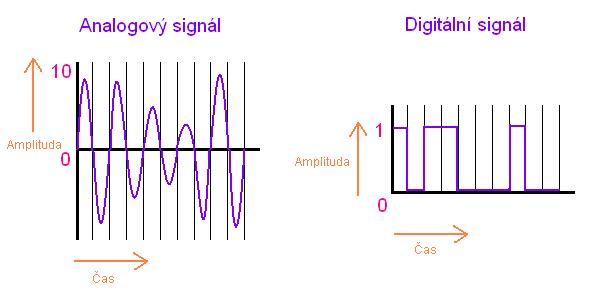 Analogový signál
10
Amplituda
0
Čas
Digitální signál
1
Amplituda
0
Čas